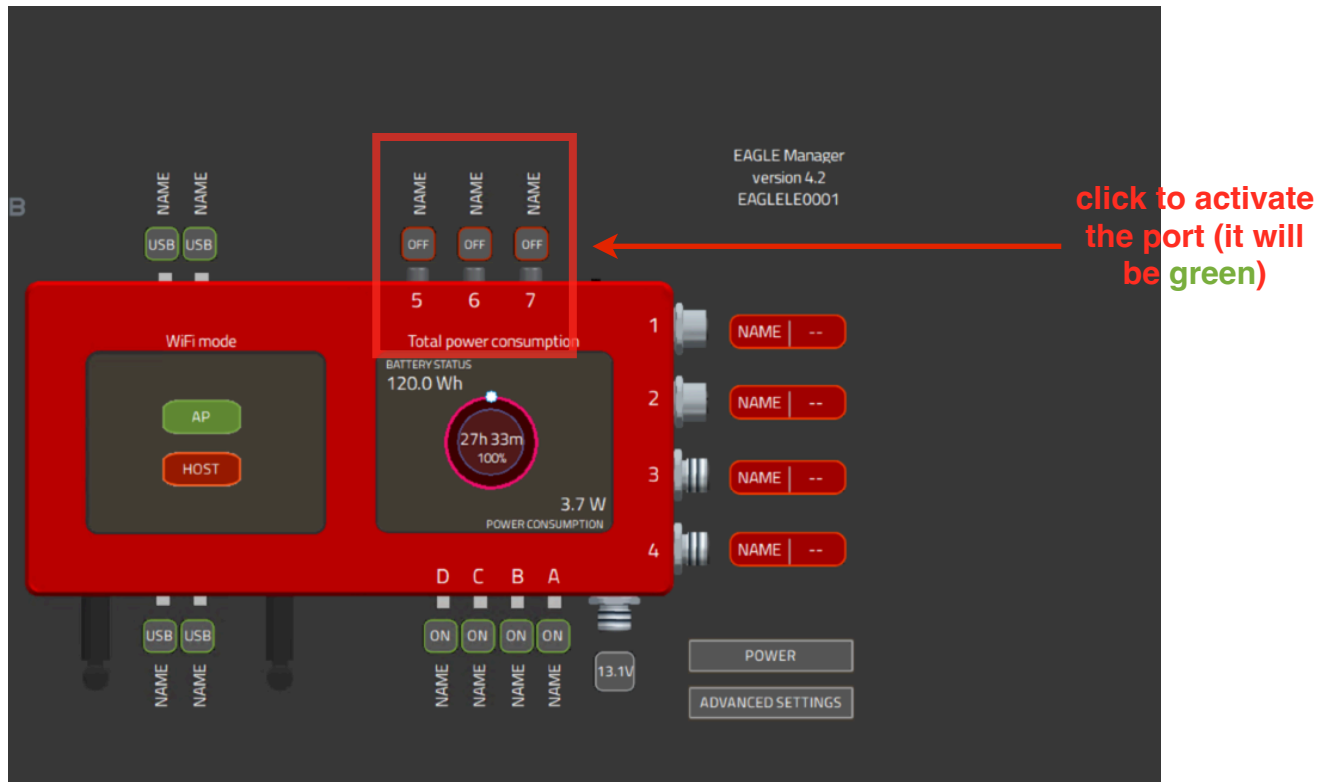 EAGLE Manager
version 4.2
EAGLELE0001
click to activate
the port (it will
be green)
B
NAME NAME
NAME NAME NAME
USB USB
OFF OFF OFF
5 6 7
WiFi mode
Total power consumption
AP
HOST
BATTERY STATUS
120.0 Wh
27h 33m
100%
3.7 W
POWER CONSUMPTION
1 NAME --
2 NAME --
3 NAME --
4 NAME --
D C B A
USB USB
ON ON ON ON
NAME NAME
NAME NAME NAME NAME
13.1V
POWER
ADVANCED SETTINGS